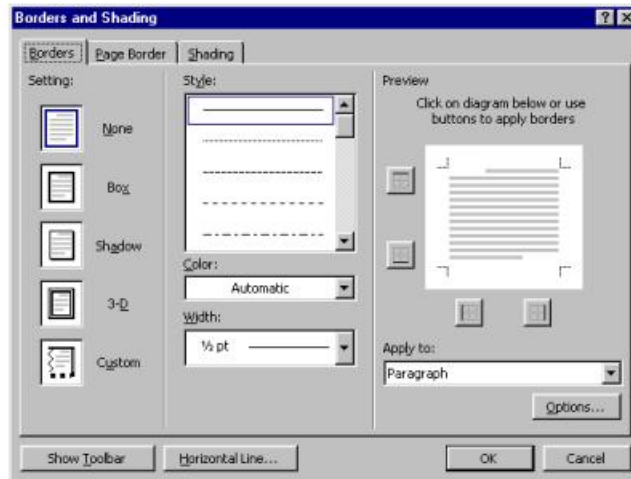 Borders and Shading
Borders
Page Border
Shading
Setting:
None
Box
Shadow
3-D
Custom
Style:
Color:
Automatic
Width:
½ pt
Preview
Click on diagram below or use
buttons to apply borders
Apply to:
Paragraph
Options...
Show Toolbar
Horizontal Line...
OK
Cancel